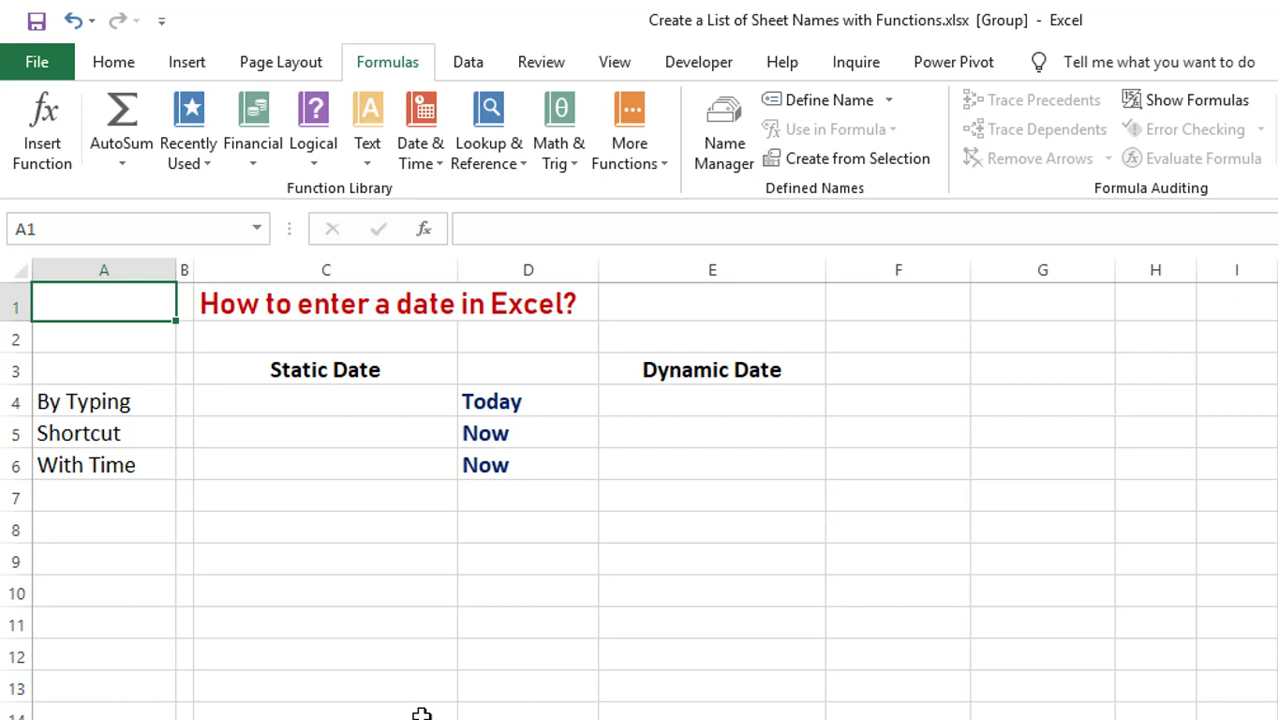 Create a List of Sheet Names with Functions.xlsx [Group] - Excel
File Home Insert Page Layout Formulas Data Review View Developer Help Inquire Power Pivot Tell me what you want to do
fx Σ ? A θ
Insert Function
AutoSum
Recently Used
Financial
Logical
Text
Date & Time
Lookup & Reference
Math & Trig
More Functions
Function Library
Name Manager
Define Name
Use in Formula
Create from Selection
Defined Names
Trace Precedents
Trace Dependents
Remove Arrows
Show Formulas
Error Checking
Evaluate Formula
Formula Auditing
A1 fx
A B C D E F G H I
1 How to enter a date in Excel?
2
3 Static Date Dynamic Date
4 By Typing Today
5 Shortcut Now
6 With Time Now
7
8
9
10
11
12
13
14